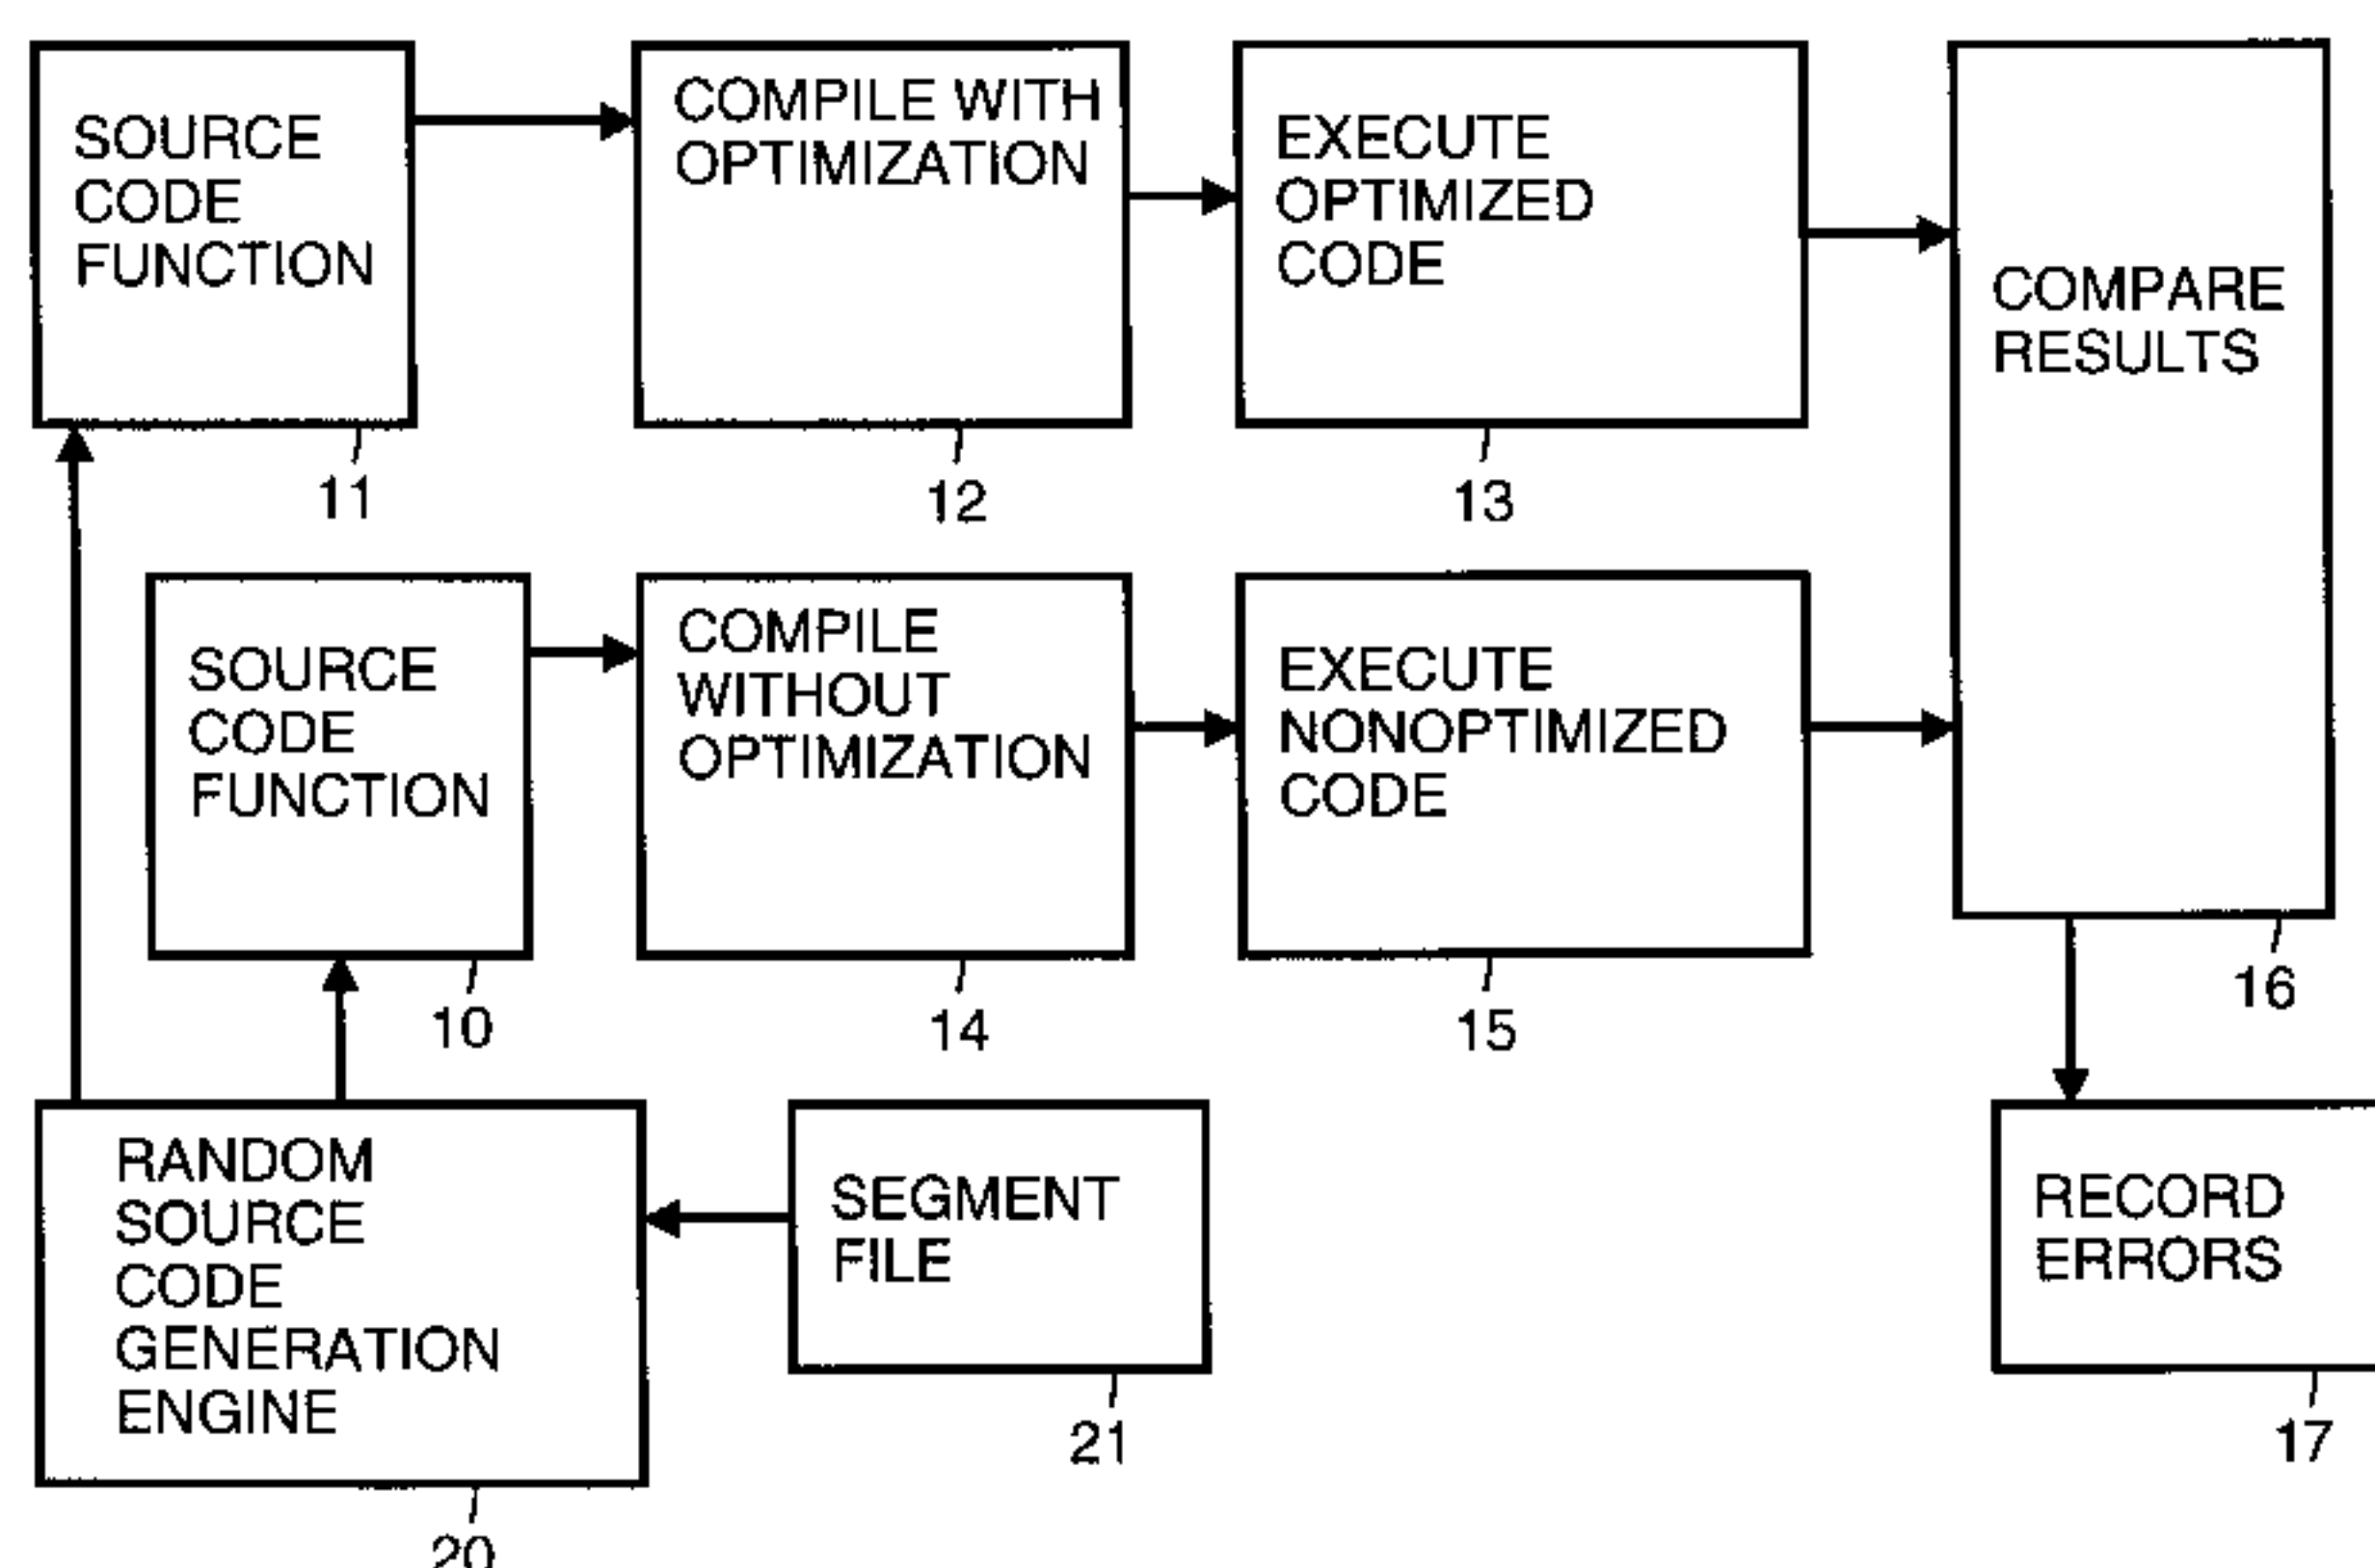 SOURCE
CODE
FUNCTION
11
COMPILE WITH
OPTIMIZATION
12
EXECUTE
OPTIMIZED
CODE
13
COMPARE
RESULTS
16
SOURCE
CODE
FUNCTION
10
COMPILE
WITHOUT
OPTIMIZATION
14
EXECUTE
NONOPTIMIZED
CODE
15
RANDOM
SOURCE
CODE
GENERATION
ENGINE
20
SEGMENT
FILE
21
RECORD
ERRORS
17